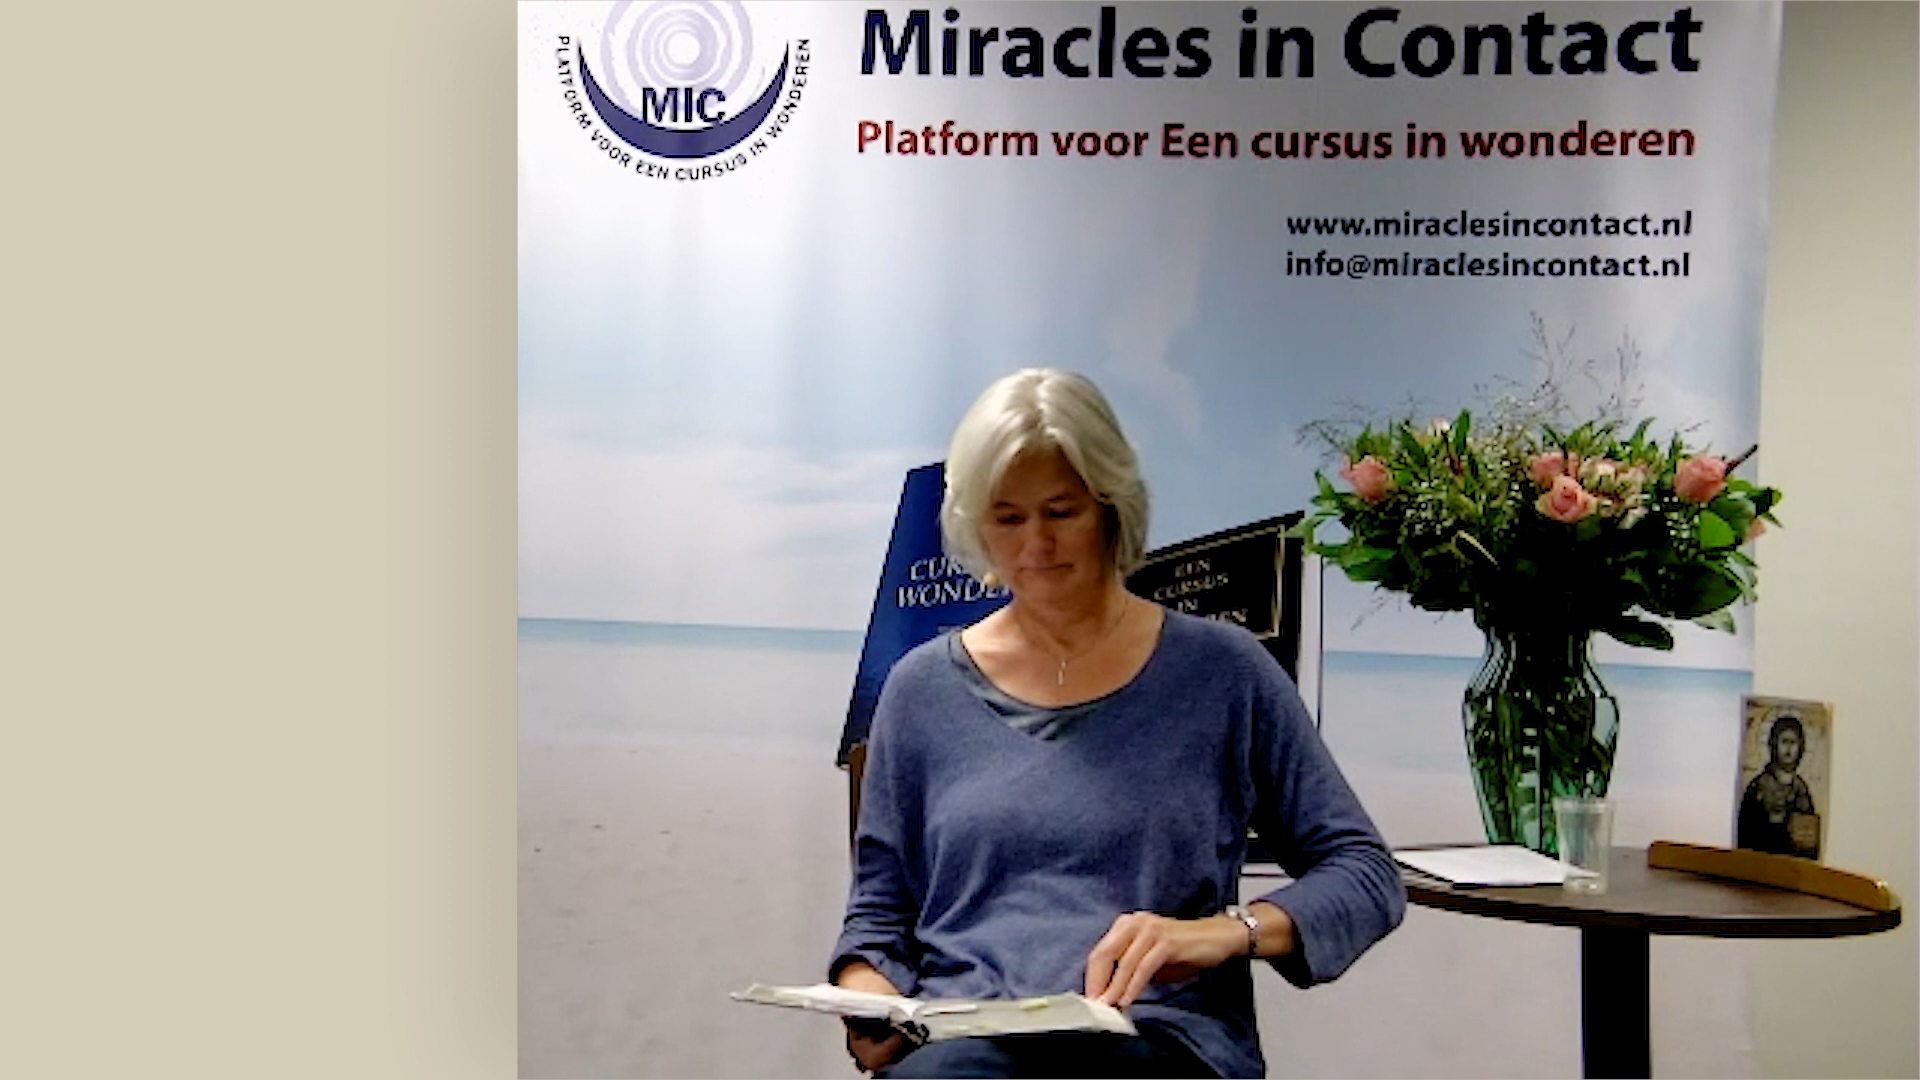 MIC
PLATFORM VOOR EEN CURSUS IN WONDEREN
Miracles in Contact
Platform voor Een cursus in wonderen
www.miraclesincontact.nl
info@miraclesincontact.nl
EEN
CURSUS
IN